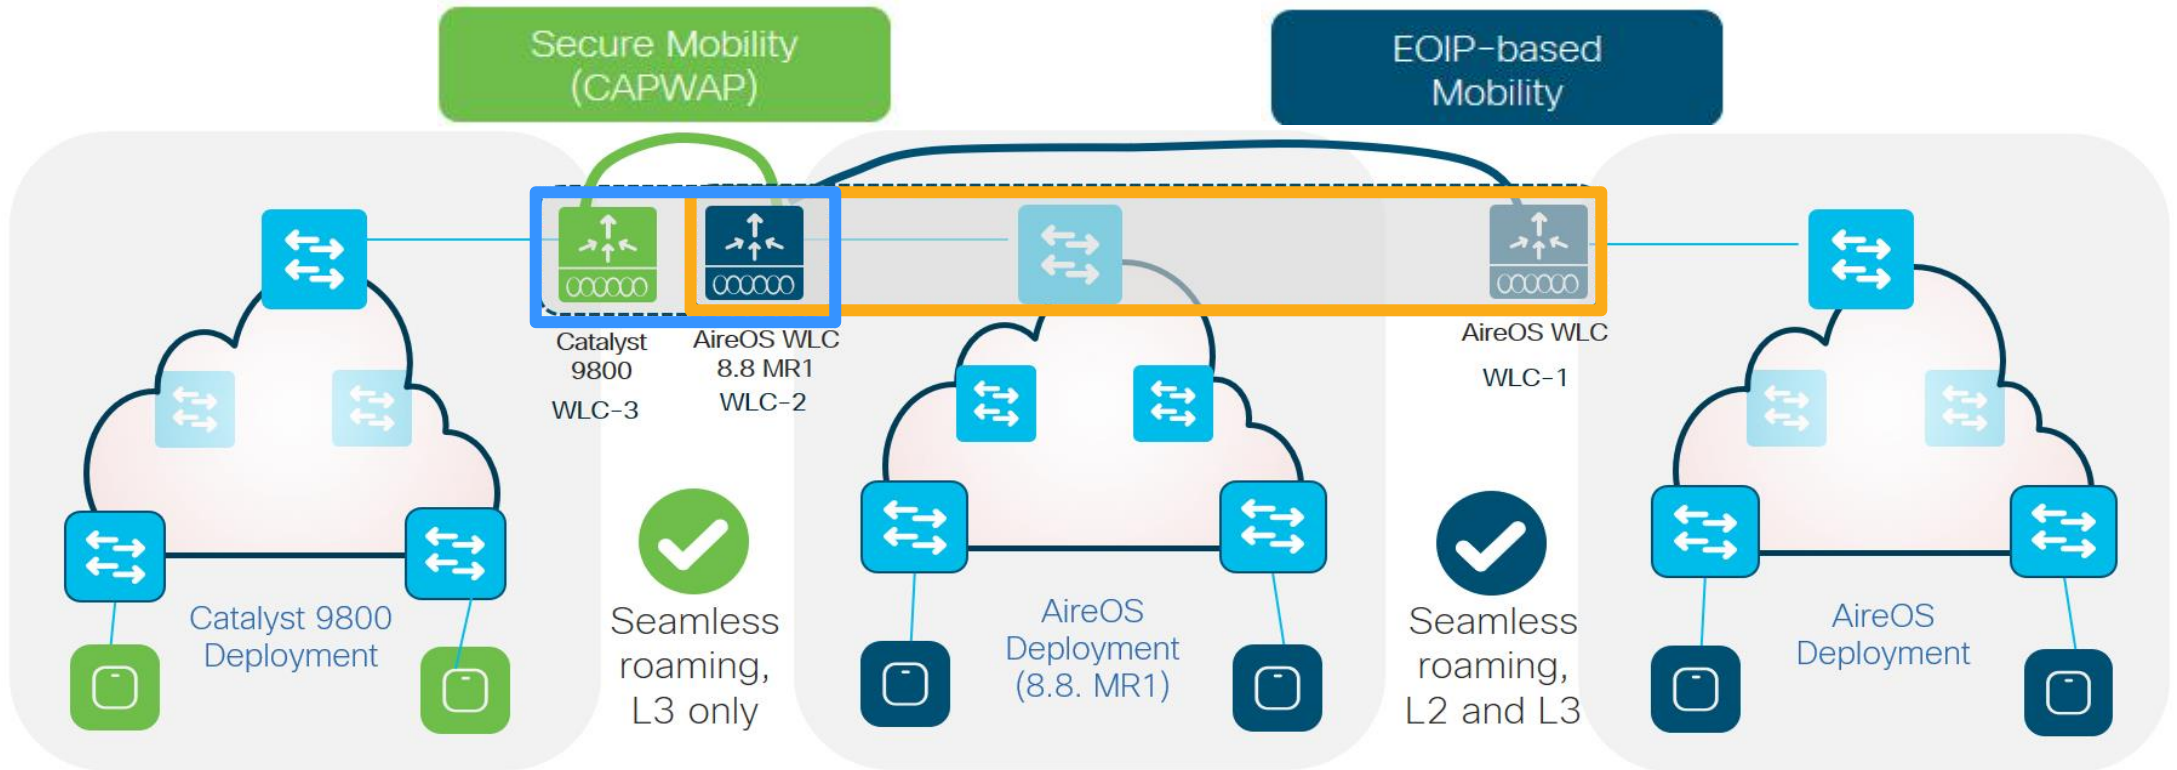 Secure Mobility
(CAPWAP)
EOIP-based
Mobility
Catalyst
9800
WLC-3
AireOS WLC
8.8 MR1
WLC-2
AireOS WLC
WLC-1
Catalyst 9800
Deployment
Seamless
roaming,
L3 only
AireOS
Deployment
(8.8. MR1)
Seamless
roaming,
L2 and L3
AireOS
Deployment